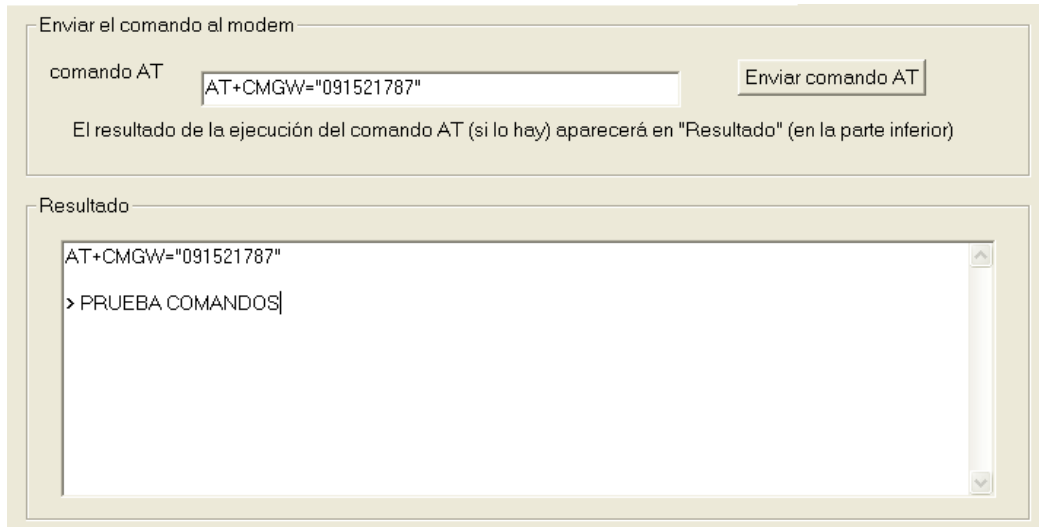 Enviar el comando al modem
comando AT
AT+CMGW="091521787"
Enviar comando AT
El resultado de la ejecución del comando AT (si lo hay) aparecerá en "Resultado" (en la parte inferior)
Resultado
AT+CMGW="091521787"
> PRUEBA COMANDOS